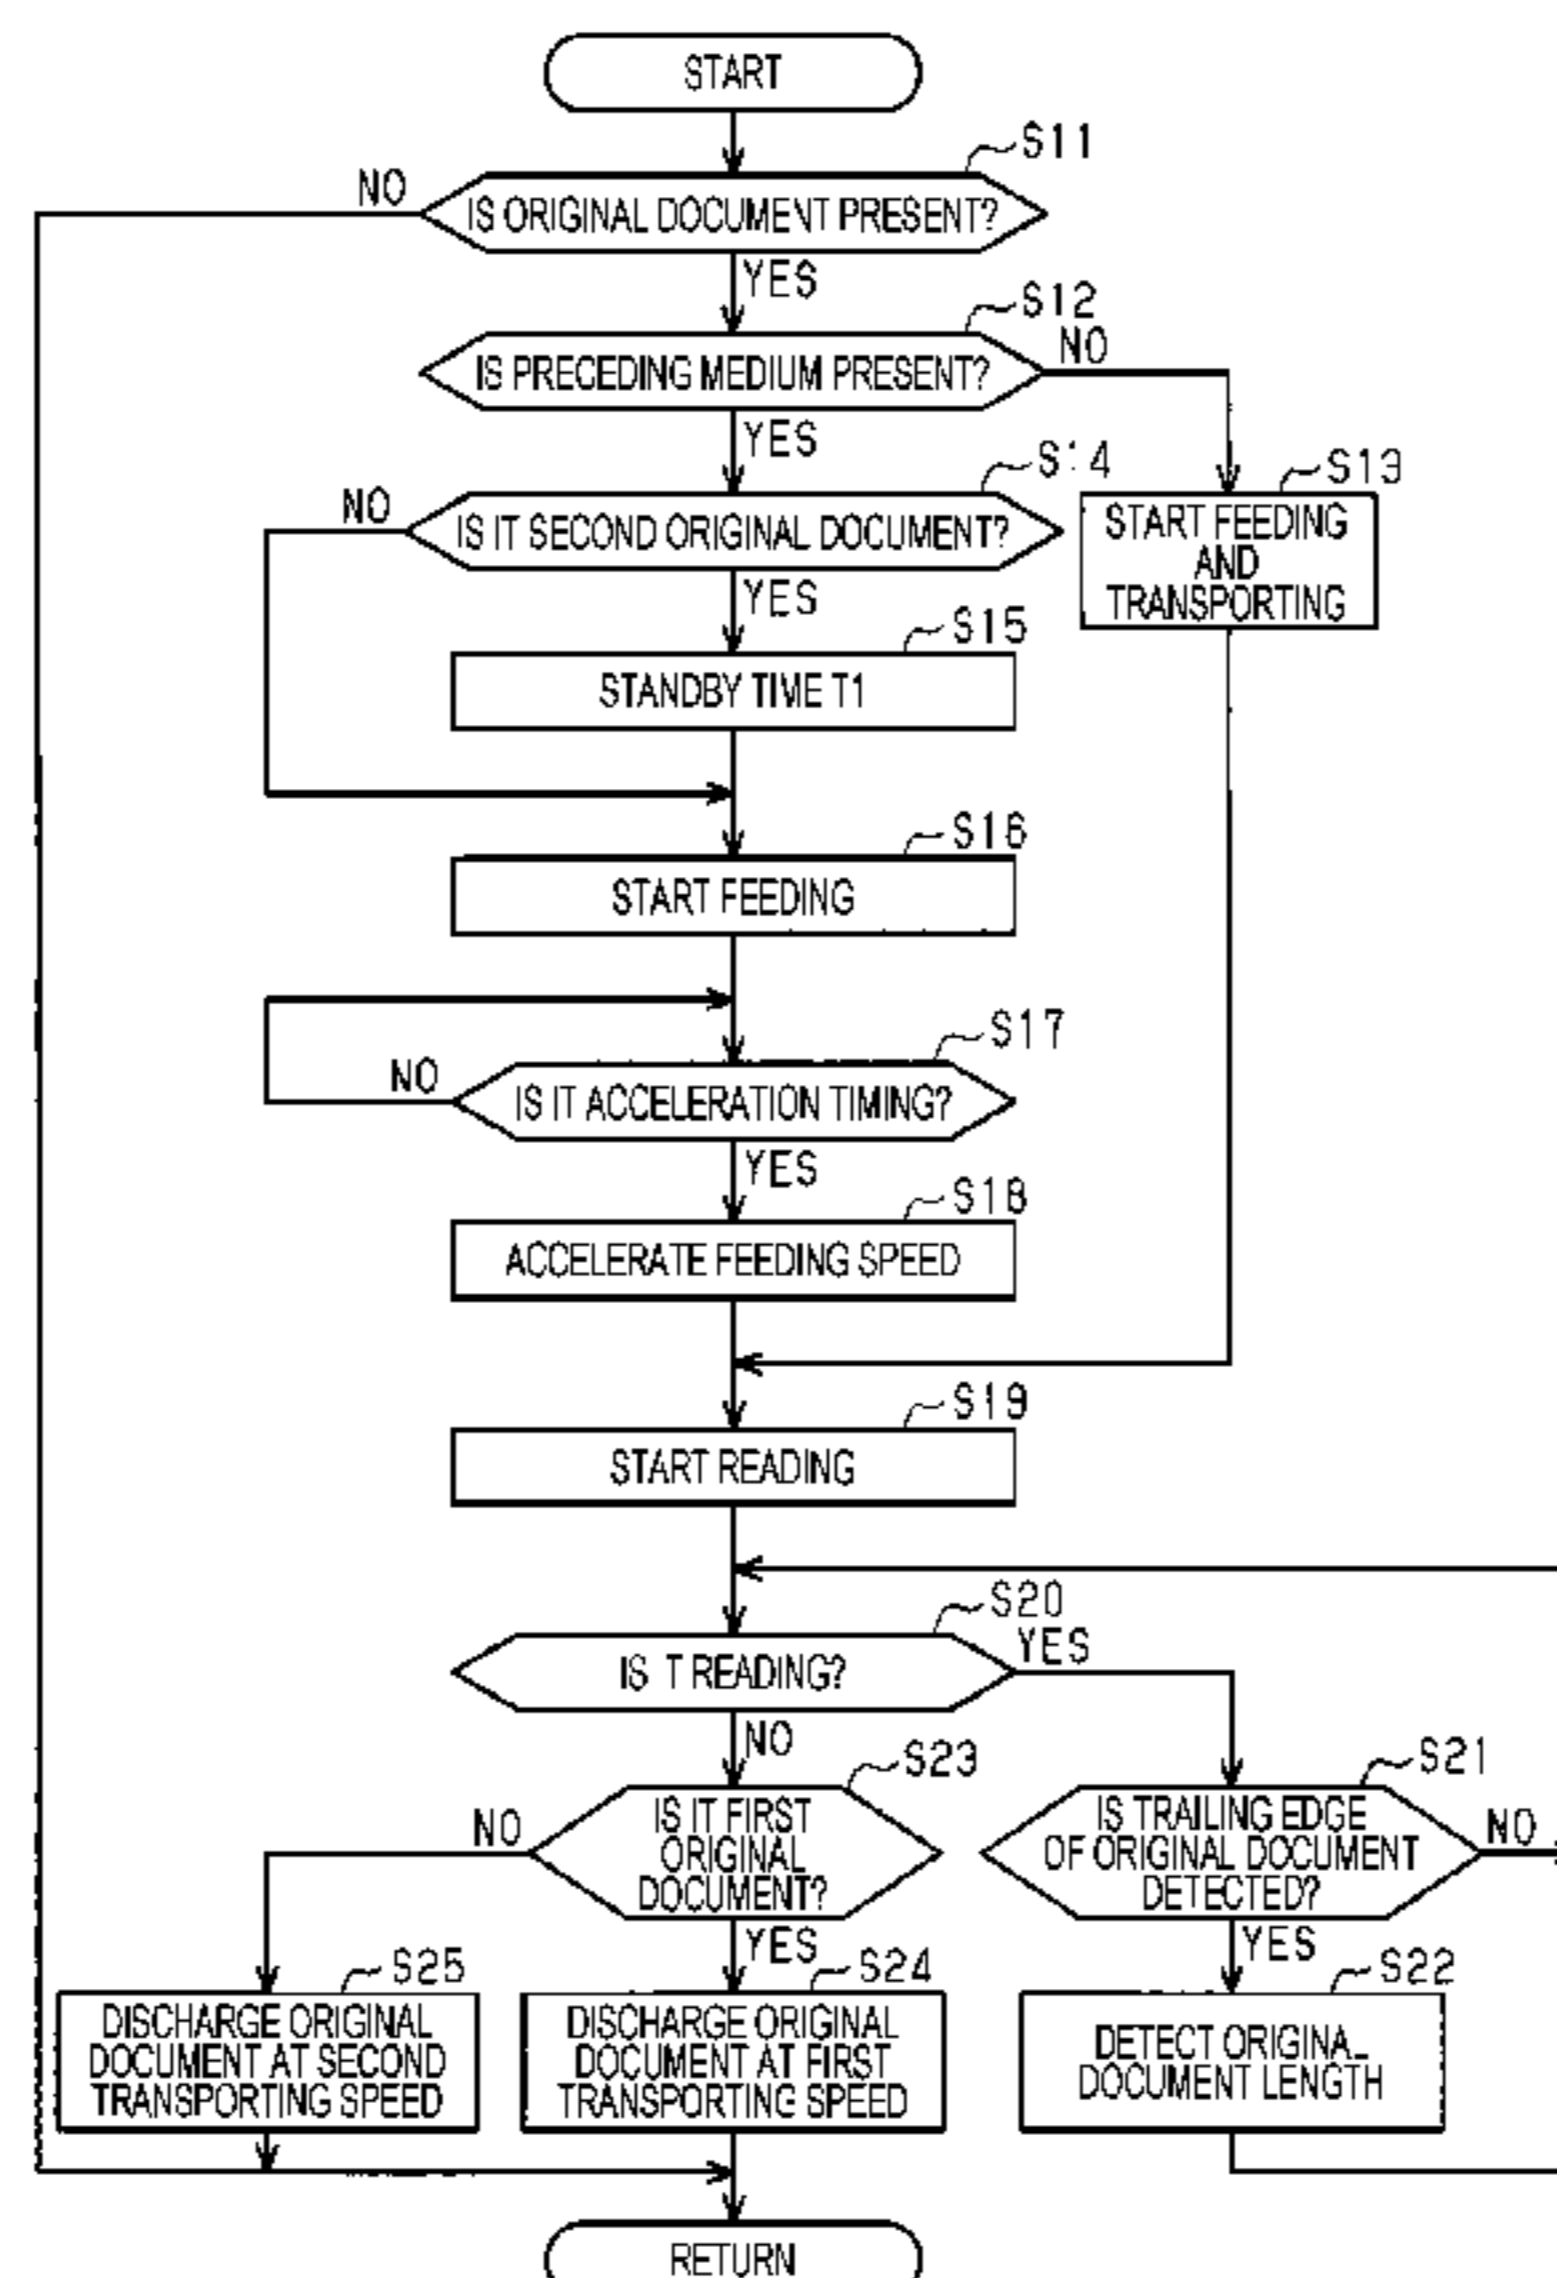 START
S11
NO
IS ORIGINAL DOCUMENT PRESENT?
YES
S12
NO
IS PRECEDING MEDIUM PRESENT?
YES
S14
S13
NO
IS IT SECOND ORIGINAL DOCUMENT?
START FEEDING
AND
TRANSPORTING
YES
S15
STANDBY TIME T1
S16
START FEEDING
S17
NO
IS IT ACCELERATION TIMING?
YES
S18
ACCELERATE FEEDING SPEED
S19
START READING
S20
YES
IS T READING?
NO
S23
S21
NO
IS IT FIRST
ORIGINAL
DOCUMENT?
IS TRAILING EDGE
OF ORIGINAL DOCUMENT
DETECTED?
NO
YES
YES
S25
S24
S22
DISCHARGE ORIGINAL
DOCUMENT AT SECOND
TRANSPORTING SPEED
DISCHARGE ORIGINAL
DOCUMENT AT FIRST
TRANSPORTING SPEED
DETECT ORIGINAL
DOCUMENT LENGTH
RETURN